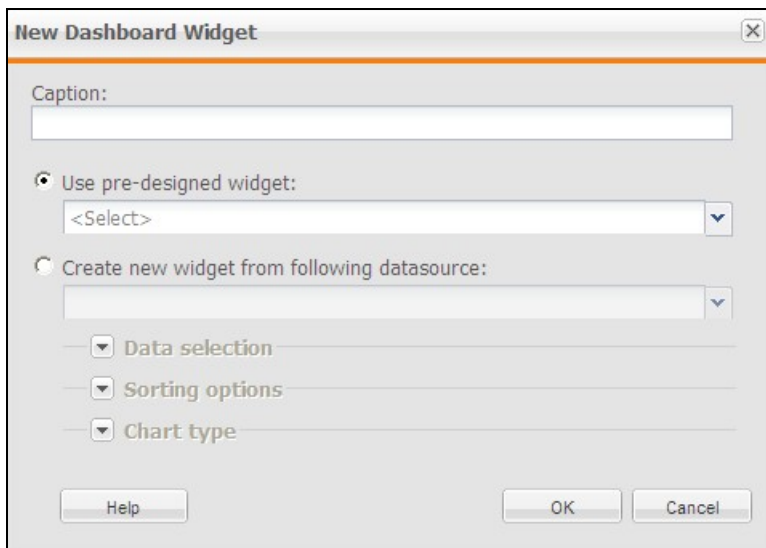 New Dashboard Widget
Caption:
Use pre-designed widget:
<Select>
Create new widget from following datasource:
Data selection
Sorting options
Chart type
Help OK Cancel